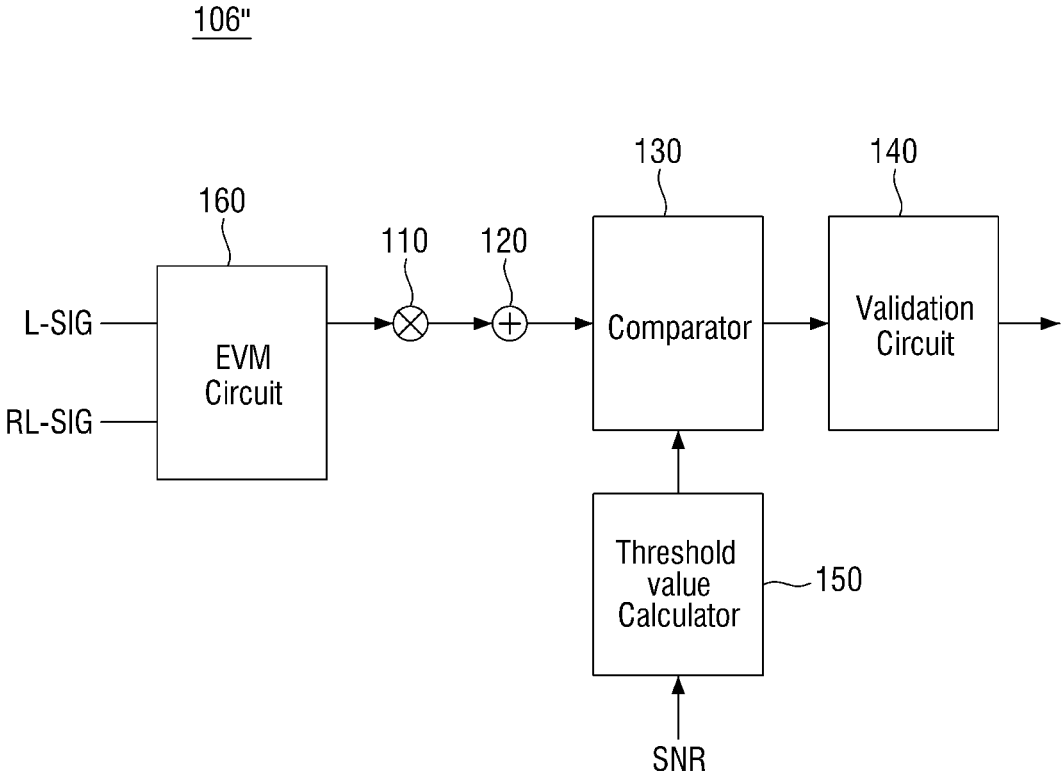 106"
130
140
160
110
120
L-SIG
RL-SIG
EVM
Circuit
Comparator
Validation
Circuit
Threshold
value
Calculator
150
SNR